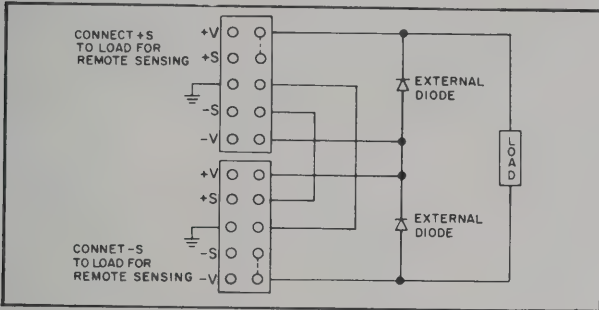 CONNECT +S
TO LOAD FOR
REMOTE SENSING
+V
+S
-S
-V
EXTERNAL
DIODE
LOAD
+V
+S
-S
-V
EXTERNAL
DIODE
CONNET -S
TO LOAD FOR
REMOTE SENSING